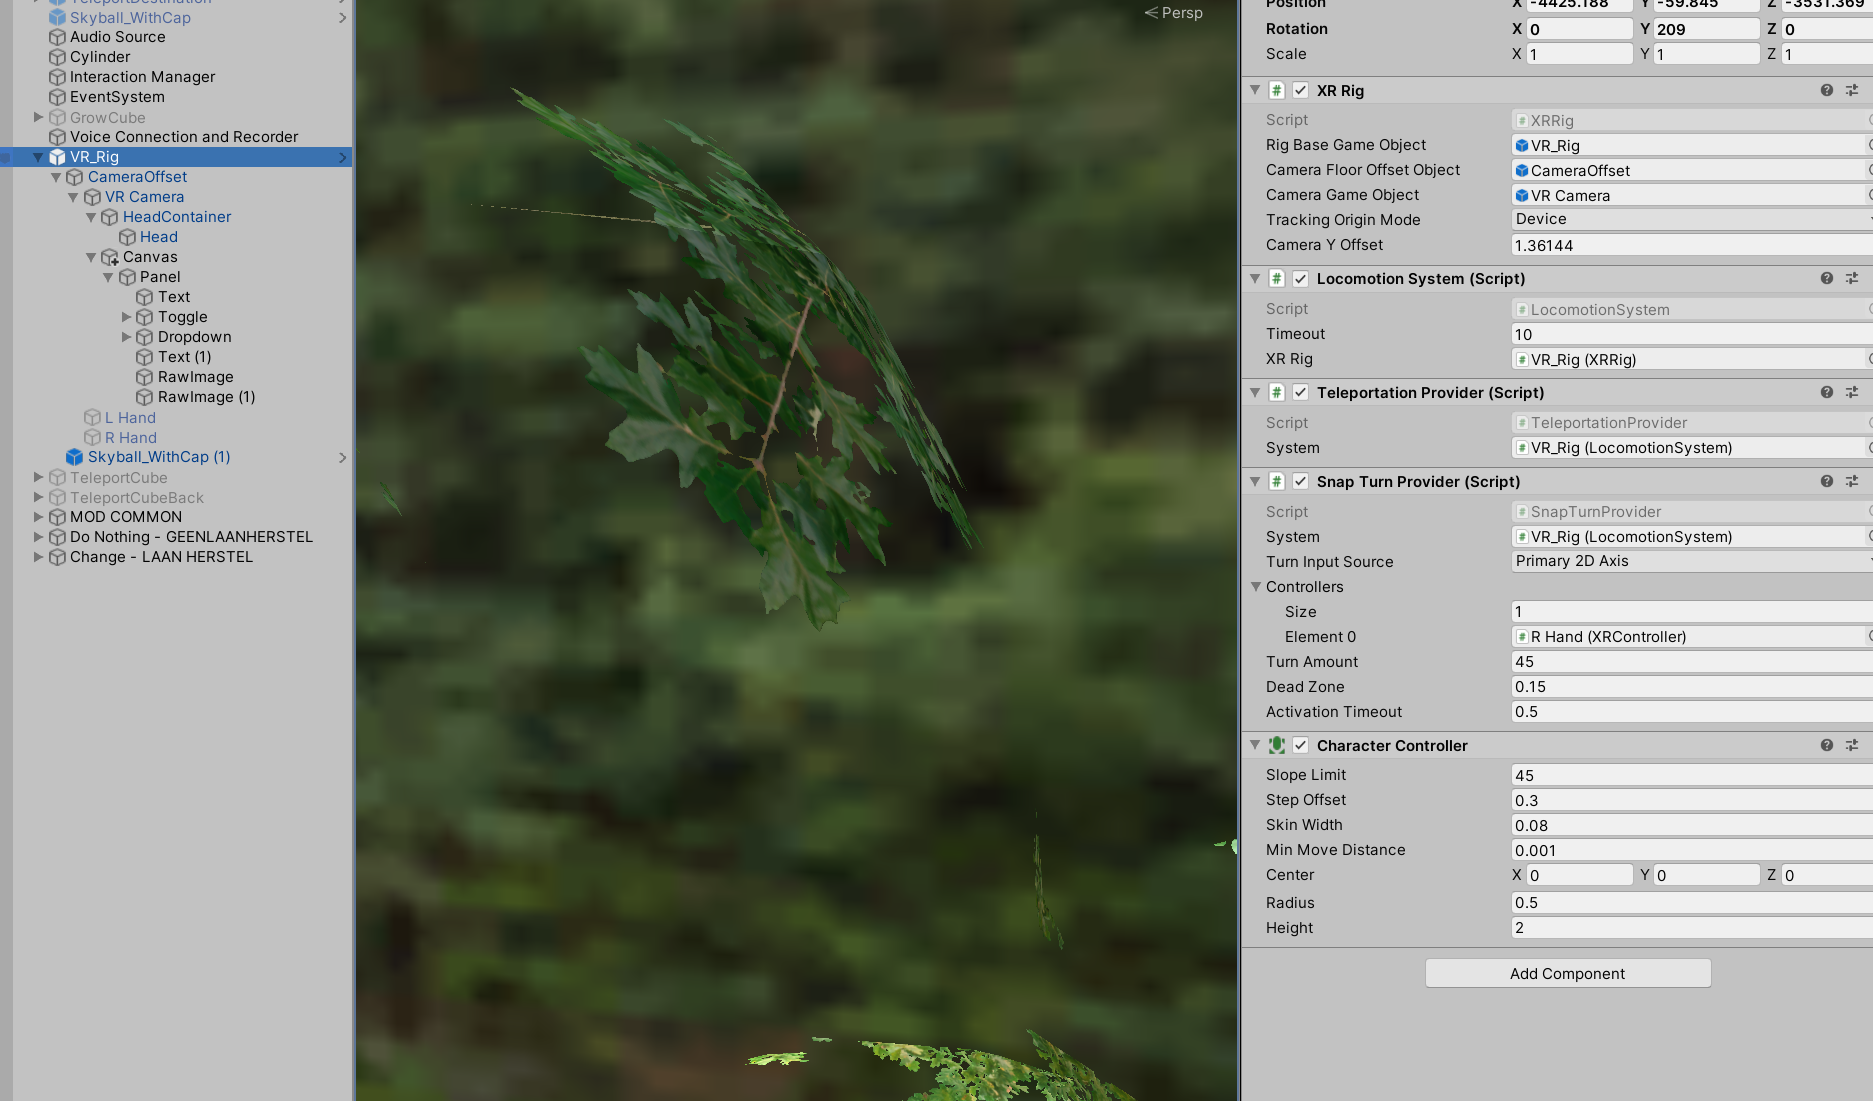 Skyball_WithCap
Audio Source
Cylinder
Interaction Manager
EventSystem
GrowCube
Voice Connection and Recorder
VR_Rig
CameraOffset
VR Camera
HeadContainer
Head
Canvas
Panel
Text
Toggle
Dropdown
Text (1)
RawImage
RawImage (1)
L Hand
R Hand
Skyball_WithCap (1)
TeleportCube
TeleportCubeBack
MOD COMMON
Do Nothing - GEENLAANHERSTEL
Change - LAAN HERSTEL
Persp
Position X -4425.188 Y -59.845 Z -3531.369
Rotation X 0 Y 209 Z 0
Scale X 1 Y 1 Z 1
XR Rig
Script XRRig
Rig Base Game Object VR_Rig
Camera Floor Offset Object CameraOffset
Camera Game Object VR Camera
Tracking Origin Mode Device
Camera Y Offset 1.36144
Locomotion System (Script)
Script LocomotionSystem
Timeout 10
XR Rig VR_Rig (XRRig)
Teleportation Provider (Script)
Script TeleportationProvider
System VR_Rig (LocomotionSystem)
Snap Turn Provider (Script)
Script SnapTurnProvider
System VR_Rig (LocomotionSystem)
Turn Input Source Primary 2D Axis
Controllers
Size 1
Element 0 R Hand (XRController)
Turn Amount 45
Dead Zone 0.15
Activation Timeout 0.5
Character Controller
Slope Limit 45
Step Offset 0.3
Skin Width 0.08
Min Move Distance 0.001
Center X 0 Y 0 Z 0
Radius 0.5
Height 2
Add Component